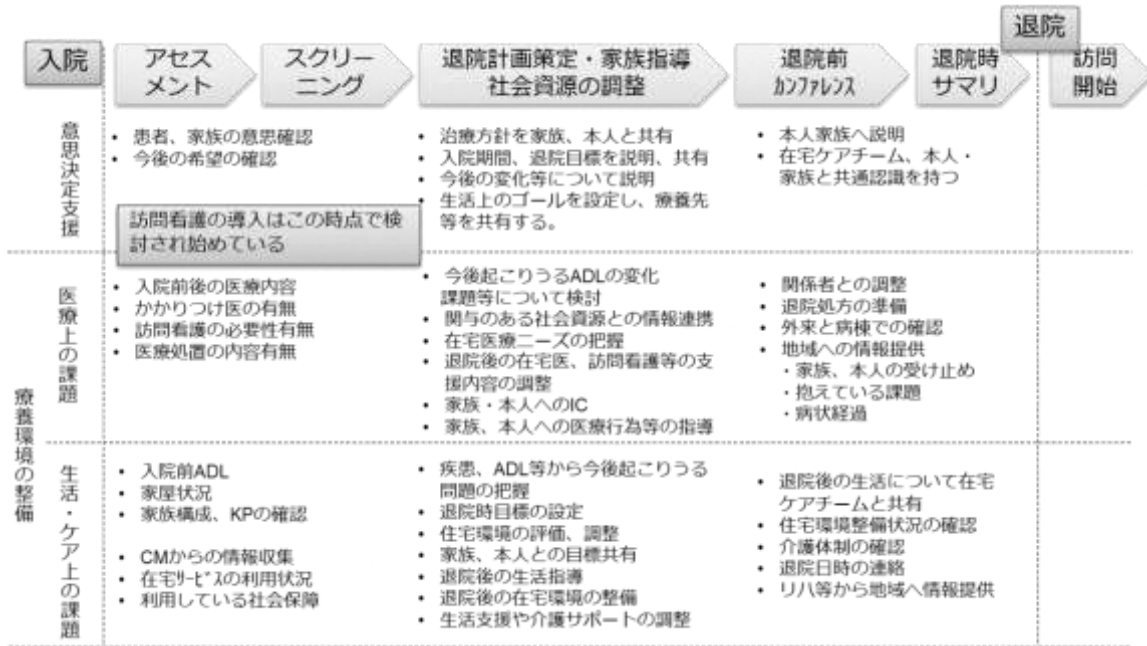 退院
入院
アセス
メント
スクリー
ニング
退院計画策定・家族指導
社会資源の調整
退院前
ｶﾝﾌｧﾚﾝｽ
退院時
サマリ
訪問
開始
意思決定支援
• 患者、家族の意思確認
• 今後の希望の確認
訪問看護の導入はこの時点で検
討され始めている
• 治療方針を家族、本人と共有
• 入院期間、退院目標を説明、共有
• 今後の変化等について説明
• 生活上のゴールを設定し、療養先
等を共有する。
• 本人家族へ説明
• 在宅ケアチーム、本人・
家族と共通認識を持つ
療養環境の整備
医療上の課題
• 入院前後の医療内容
• かかりつけ医の有無
• 訪問看護の必要性有無
• 医療処置の内容有無
• 今後起こりうるADLの変化
課題等について検討
• 関与のある社会資源との情報連携
• 在宅医療ニーズの把握
• 退院後の在宅医、訪問看護等の支
援内容の調整
• 家族・本人へのIC
• 家族、本人への医療行為等の指導
• 関係者との調整
• 退院処方の準備
• 外来と病棟での確認
• 地域への情報提供
・家族、本人の受け止め
・抱えている課題
・病状経過
生活・ケア上の課題
• 入院前ADL
• 家屋状況
• 家族構成、KPの確認
• CMからの情報収集
• 在宅ｻｰﾋﾞｽの利用状況
• 利用している社会保障
• 疾患、ADL等から今後起こりうる
問題の把握
• 退院時目標の設定
• 住宅環境の評価、調整
• 家族、本人との目標共有
• 退院後の生活指導
• 退院後の在宅環境の整備
• 生活支援や介護サポートの調整
• 退院後の生活について在宅
ケアチームと共有
• 住宅環境整備状況の確認
• 介護体制の確認
• 退院日時の連絡
• リハ等から地域へ情報提供